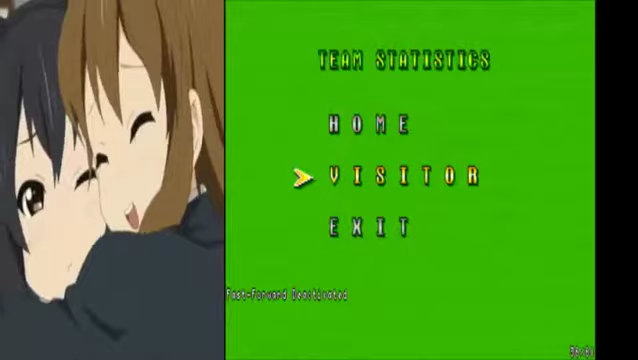 TEAM STATISTICS
HOME
VISITOR
EXIT
Fast-Forward Deactivated